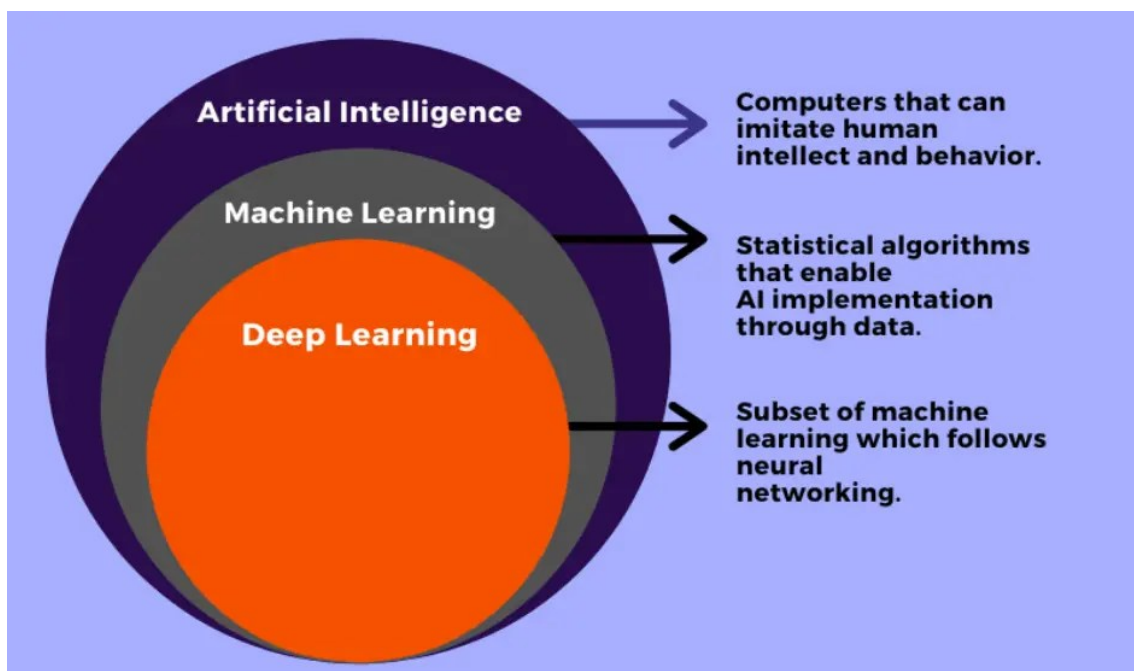 Artificial Intelligence
Computers that can
imitate human
intellect and behavior.
Machine Learning
Statistical algorithms
that enable
AI implementation
through data.
Deep Learning
Subset of machine
learning which follows
neural
networking.